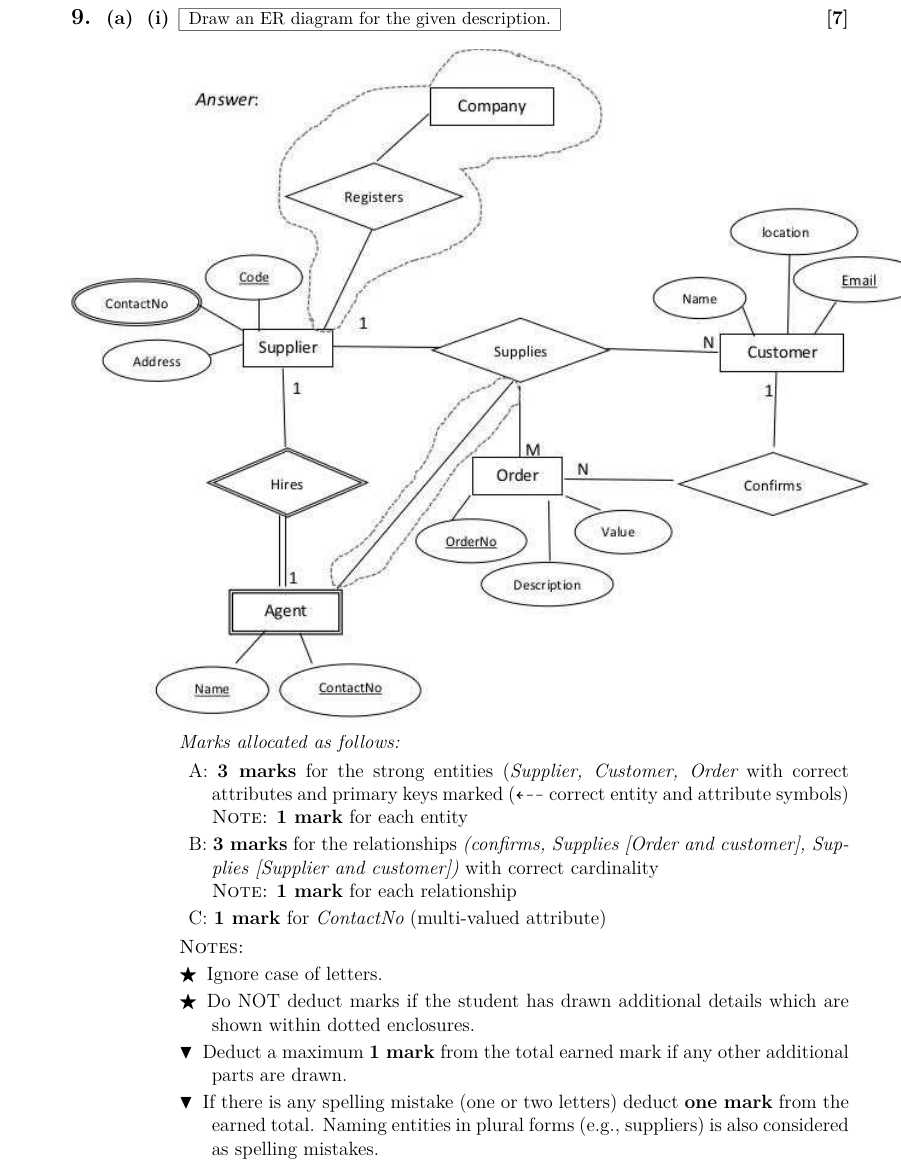 9. (a) (i) Draw an ER diagram for the given description. [7]
Answer:
Company
Registers
location
Code
Email
ContactNo
Name
1
Supplier
Supplies
N
Customer
Address
1
1
M
N
Order
Hires
Confirms
OrderNo
Value
1
Description
Agent
Name
ContactNo
Marks allocated as follows:
A: 3 marks for the strong entities (Supplier, Customer, Order with correct
attributes and primary keys marked (⇠ correct entity and attribute symbols)
NOTE: 1 mark for each entity
B: 3 marks for the relationships (confirms, Supplies [Order and customer], Sup-
plies [Supplier and customer]) with correct cardinality
NOTE: 1 mark for each relationship
C: 1 mark for ContactNo (multi-valued attribute)
NOTES:
★ Ignore case of letters.
★ Do NOT deduct marks if the student has drawn additional details which are
shown within dotted enclosures.
▼ Deduct a maximum 1 mark from the total earned mark if any other additional
parts are drawn.
▼ If there is any spelling mistake (one or two letters) deduct one mark from the
earned total. Naming entities in plural forms (e.g., suppliers) is also considered
as spelling mistakes.